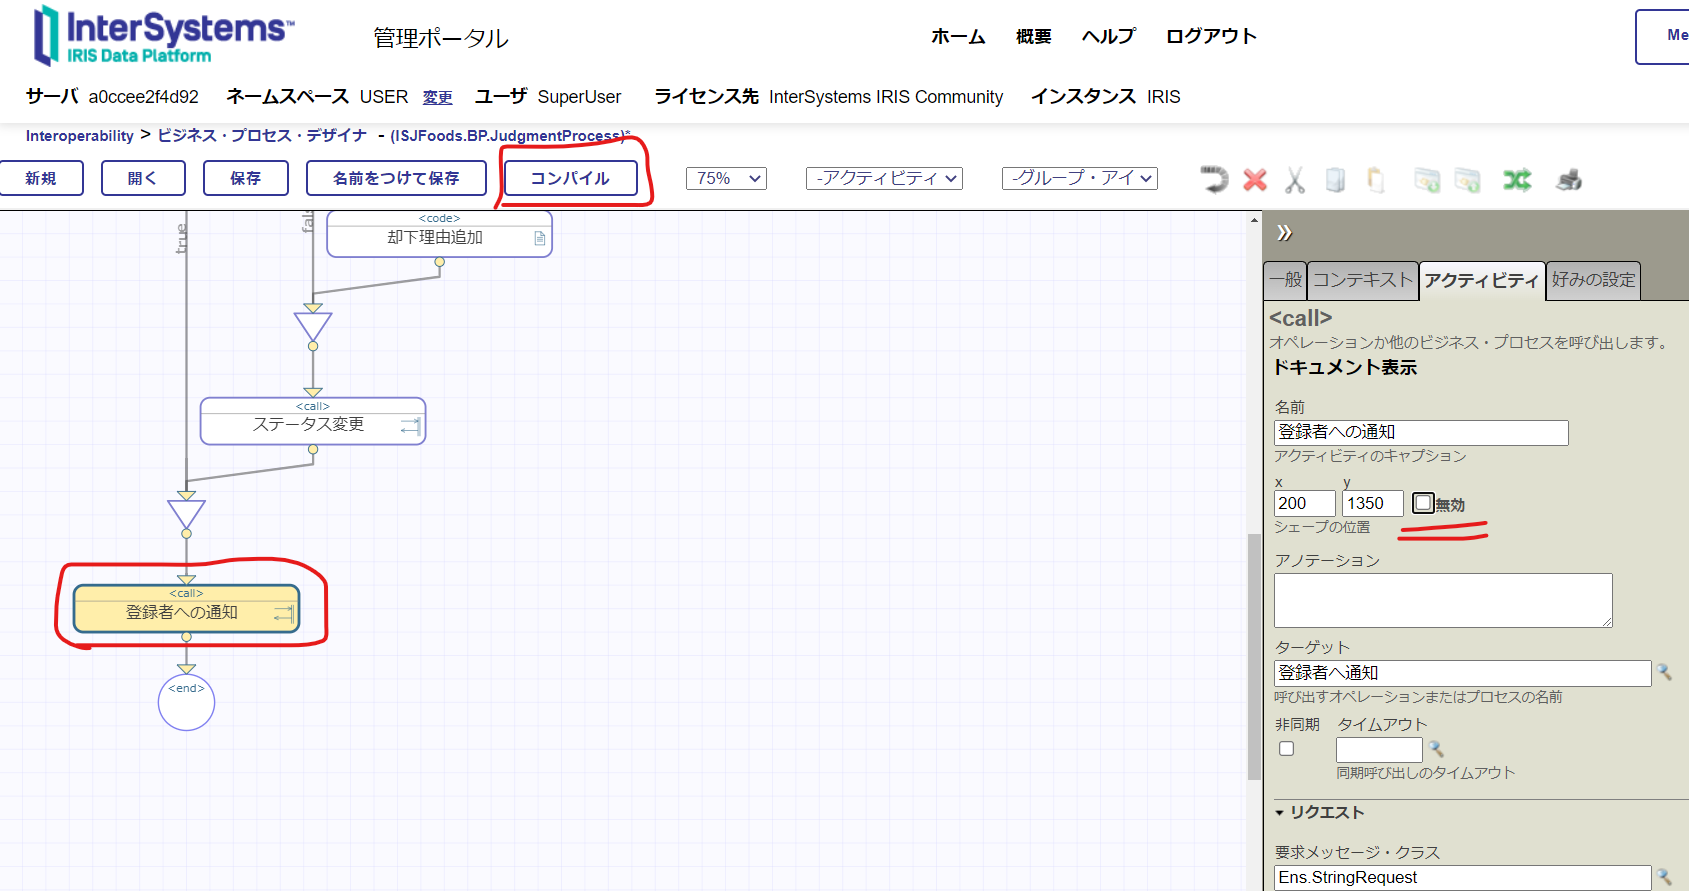 InterSystems™
IRIS Data Platform
管理ポータル
ホーム 概要 ヘルプ ログアウト
Me
サーバ a0ccee2f4d92 ネームスペース USER 変更 ユーザ SuperUser ライセンス先 InterSystems IRIS Community インスタンス IRIS
Interoperability > ビジネス・プロセス・デザイナ - (ISJFoods.BP.JudgmentProcess)*
新規 開く 保存 名前をつけて保存 コンパイル 75% -アクティビティ -グループ・アイ
true
fal
<code>
却下理由追加
<call>
ステータス変更
<call>
登録者への通知
<end>
»
一般 コンテキスト アクティビティ 好みの設定
<call>
オペレーションか他のビジネス・プロセスを呼び出します。
ドキュメント表示
名前
登録者への通知
アクティビティのキャプション
x y
200 1350 無効
シェープの位置
アノテーション
ターゲット
登録者へ通知
呼び出すオペレーションまたはプロセスの名前
非同期 タイムアウト
同期呼び出しのタイムアウト
リクエスト
要求メッセージ・クラス
Ens.StringRequest